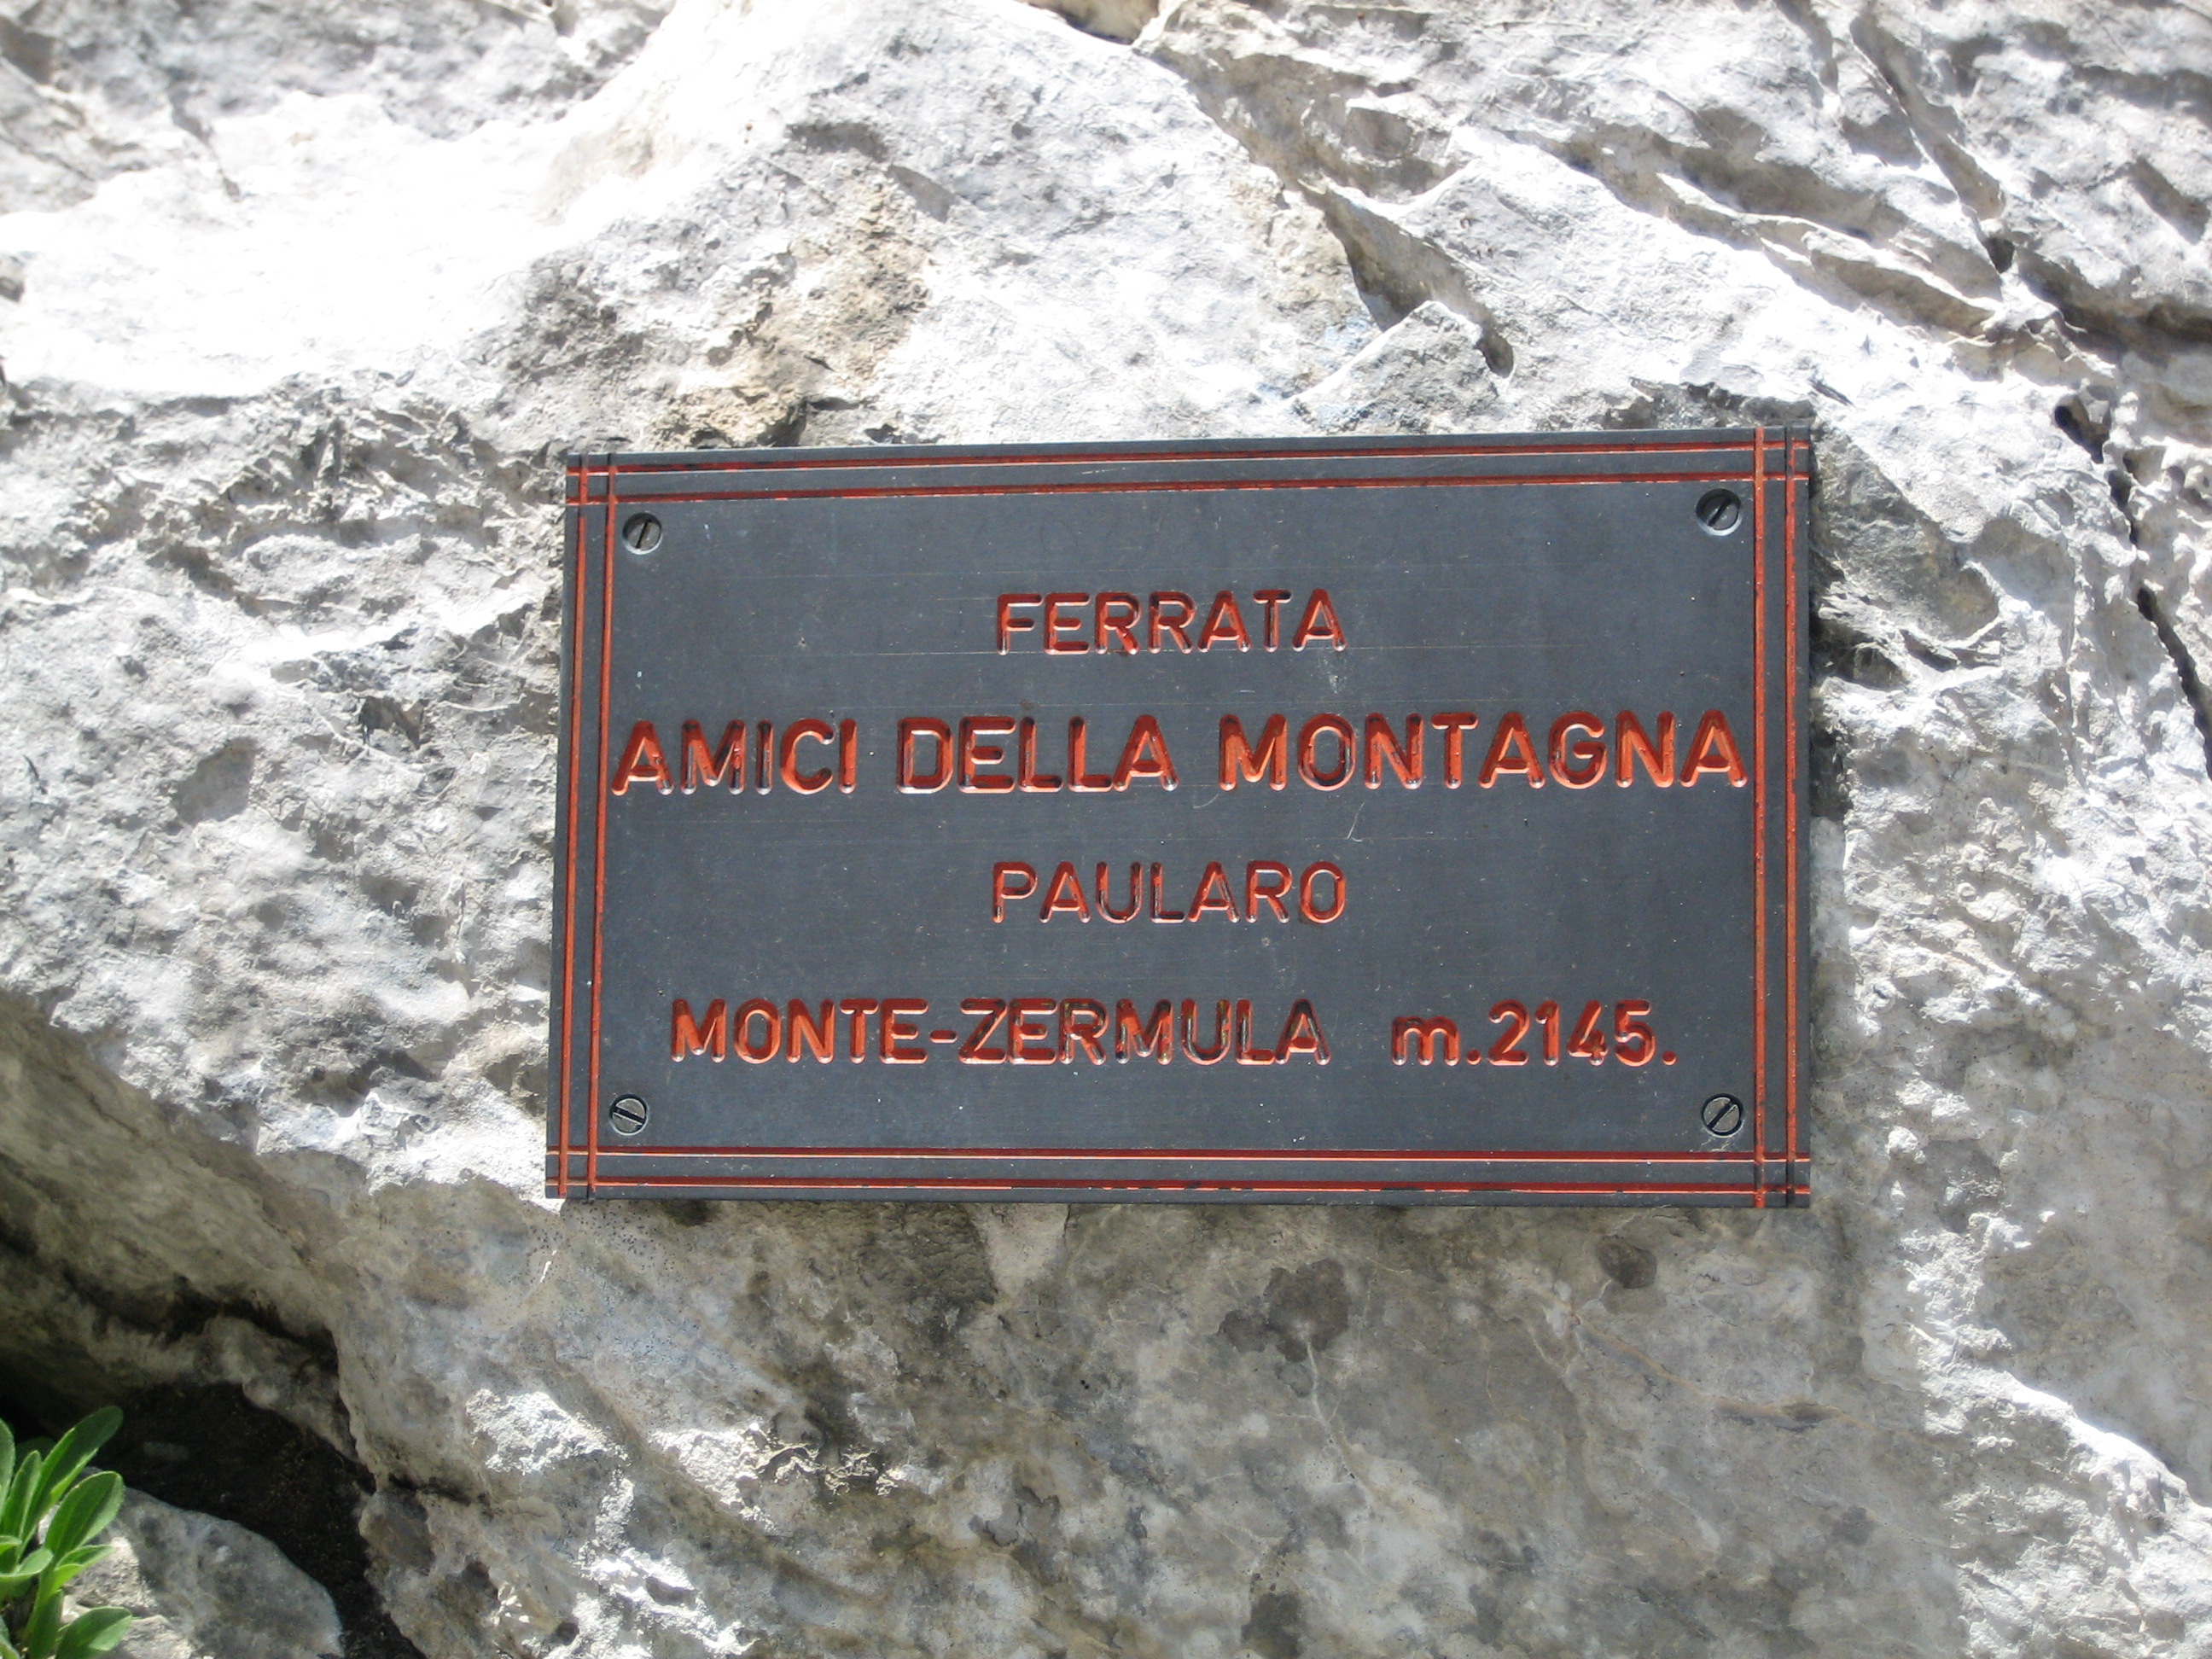 FERRATA
AMICI DELLA MONTAGNA
PAULARO
MONTE-ZERMULA m.2145.